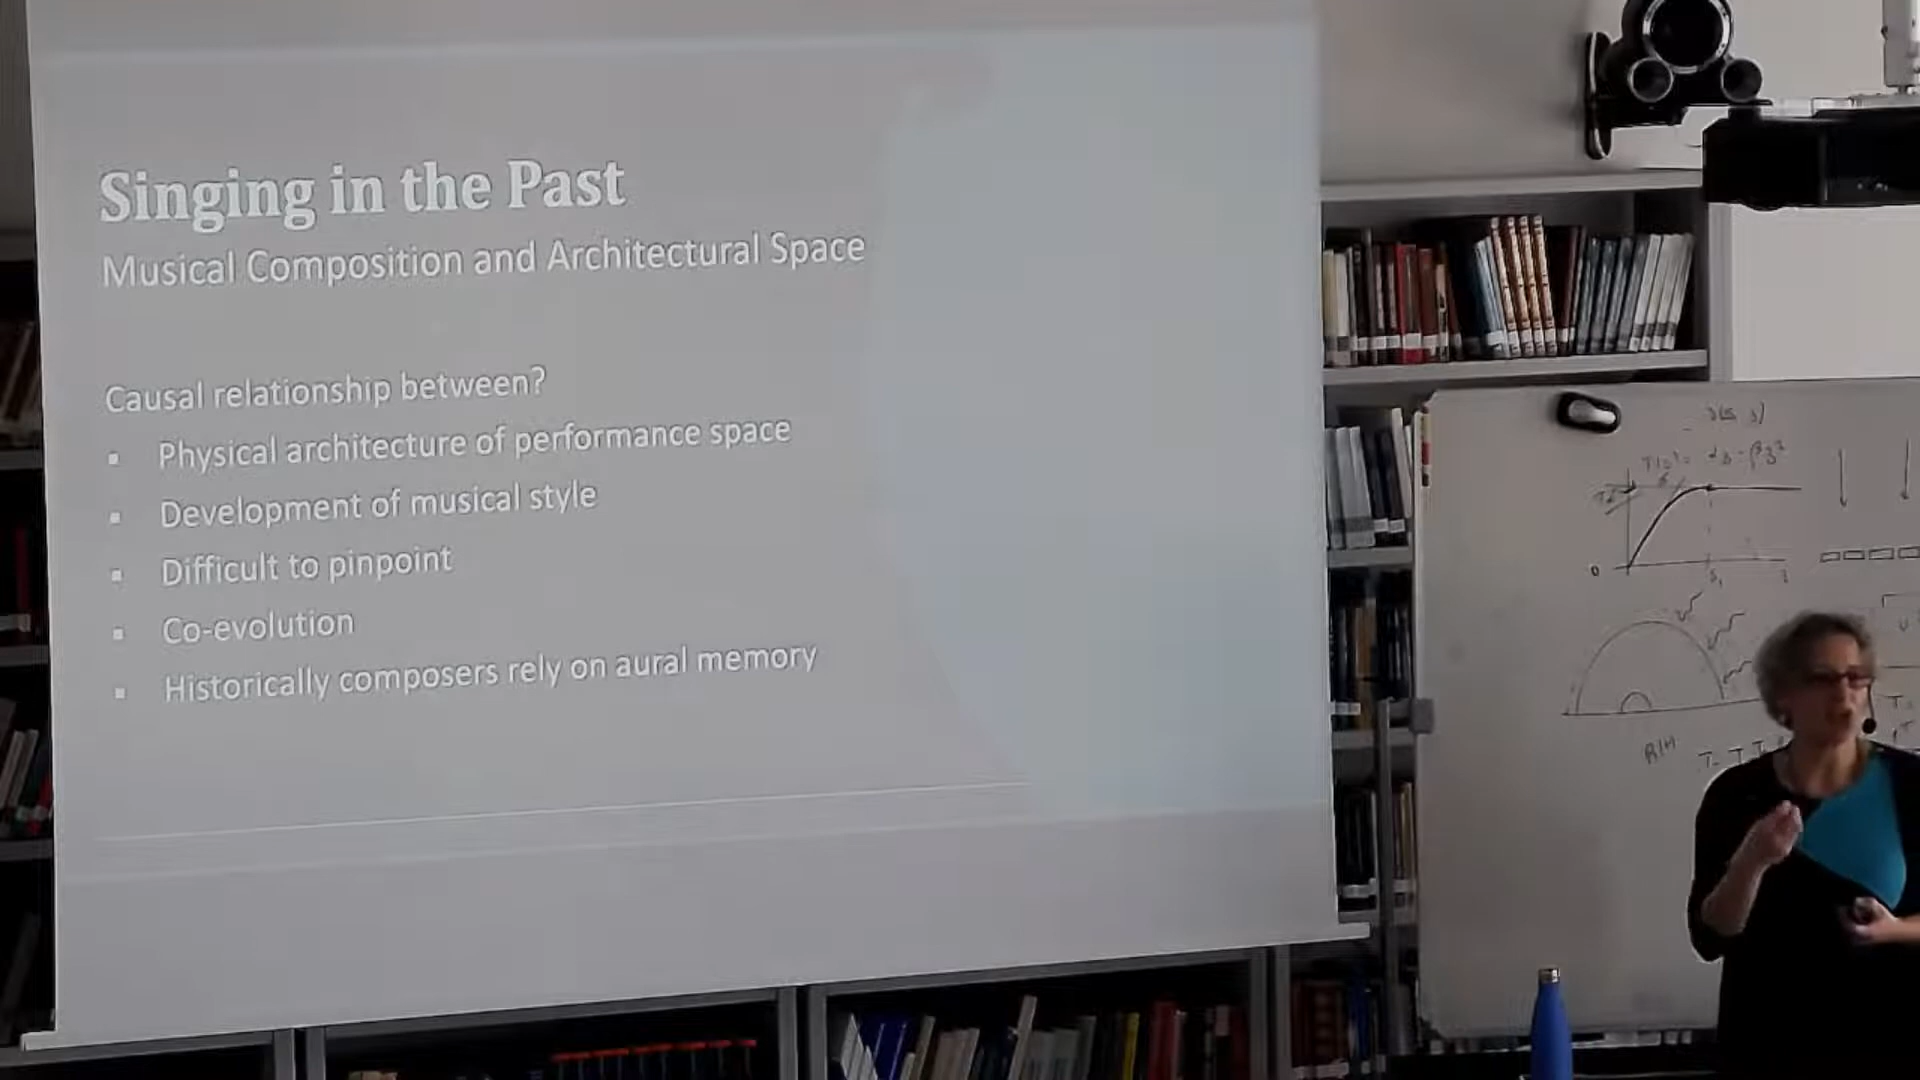 Singing in the Past
Musical Composition and Architectural Space
Causal relationship between?
▪ Physical architecture of performance space
▪ Development of musical style
▪ Difficult to pinpoint
▪ Co-evolution
▪ Historically composers rely on aural memory